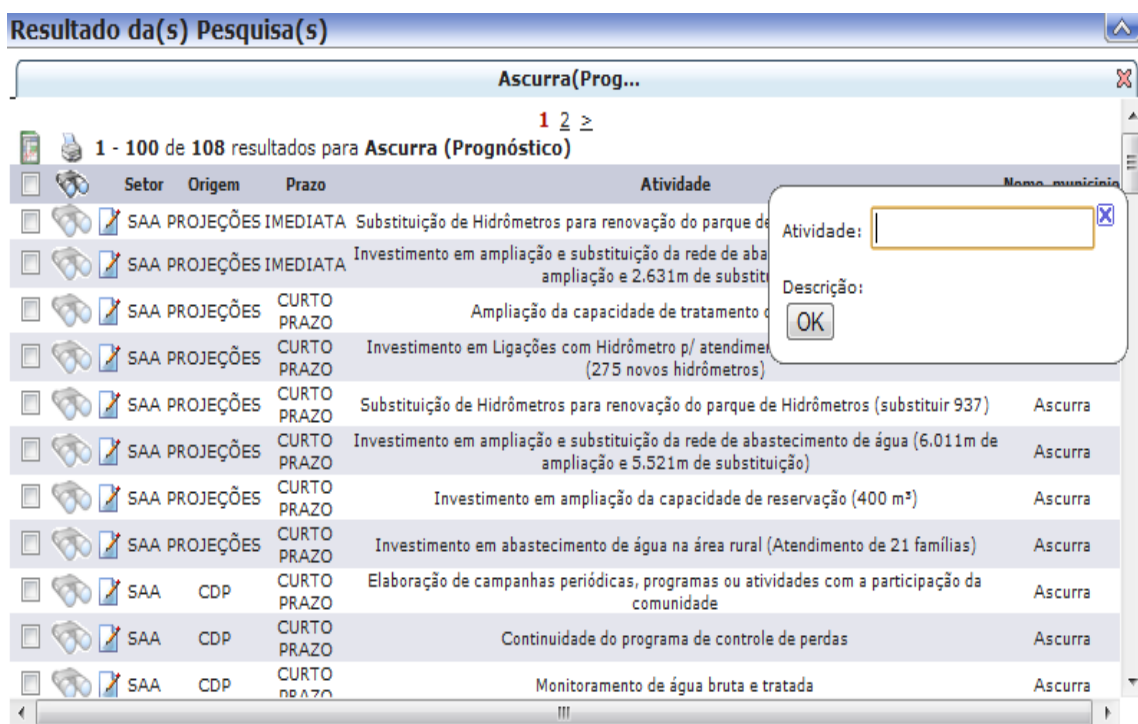 Resultado da(s) Pesquisa(s)
Ascurra(Prog...
1 2 >
1 - 100 de 108 resultados para Ascurra (Prognóstico)
Setor Origem Prazo Atividade Nome_municipio
SAA PROJEÇÕES IMEDIATA Substituição de Hidrômetros para renovação do parque de
SAA PROJEÇÕES IMEDIATA Investimento em ampliação e substituição da rede de aba
ampliação e 2.631m de substitu
SAA PROJEÇÕES CURTO PRAZO Ampliação da capacidade de tratamento
SAA PROJEÇÕES CURTO PRAZO Investimento em Ligações com Hidrômetro p/ atendimen
(275 novos hidrômetros)
Atividade:
Descrição:
OK
SAA PROJEÇÕES CURTO PRAZO Substituição de Hidrômetros para renovação do parque de Hidrômetros (substituir 937) Ascurra
SAA PROJEÇÕES CURTO PRAZO Investimento em ampliação e substituição da rede de abastecimento de água (6.011m de
ampliação e 5.521m de substituição) Ascurra
SAA PROJEÇÕES CURTO PRAZO Investimento em ampliação da capacidade de reservação (400 m³) Ascurra
SAA PROJEÇÕES CURTO PRAZO Investimento em abastecimento de água na área rural (Atendimento de 21 famílias) Ascurra
SAA CDP CURTO PRAZO Elaboração de campanhas periódicas, programas ou atividades com a participação da
comunidade Ascurra
SAA CDP CURTO PRAZO Continuidade do programa de controle de perdas Ascurra
SAA CDP CURTO PRAZO Monitoramento de água bruta e tratada Ascurra